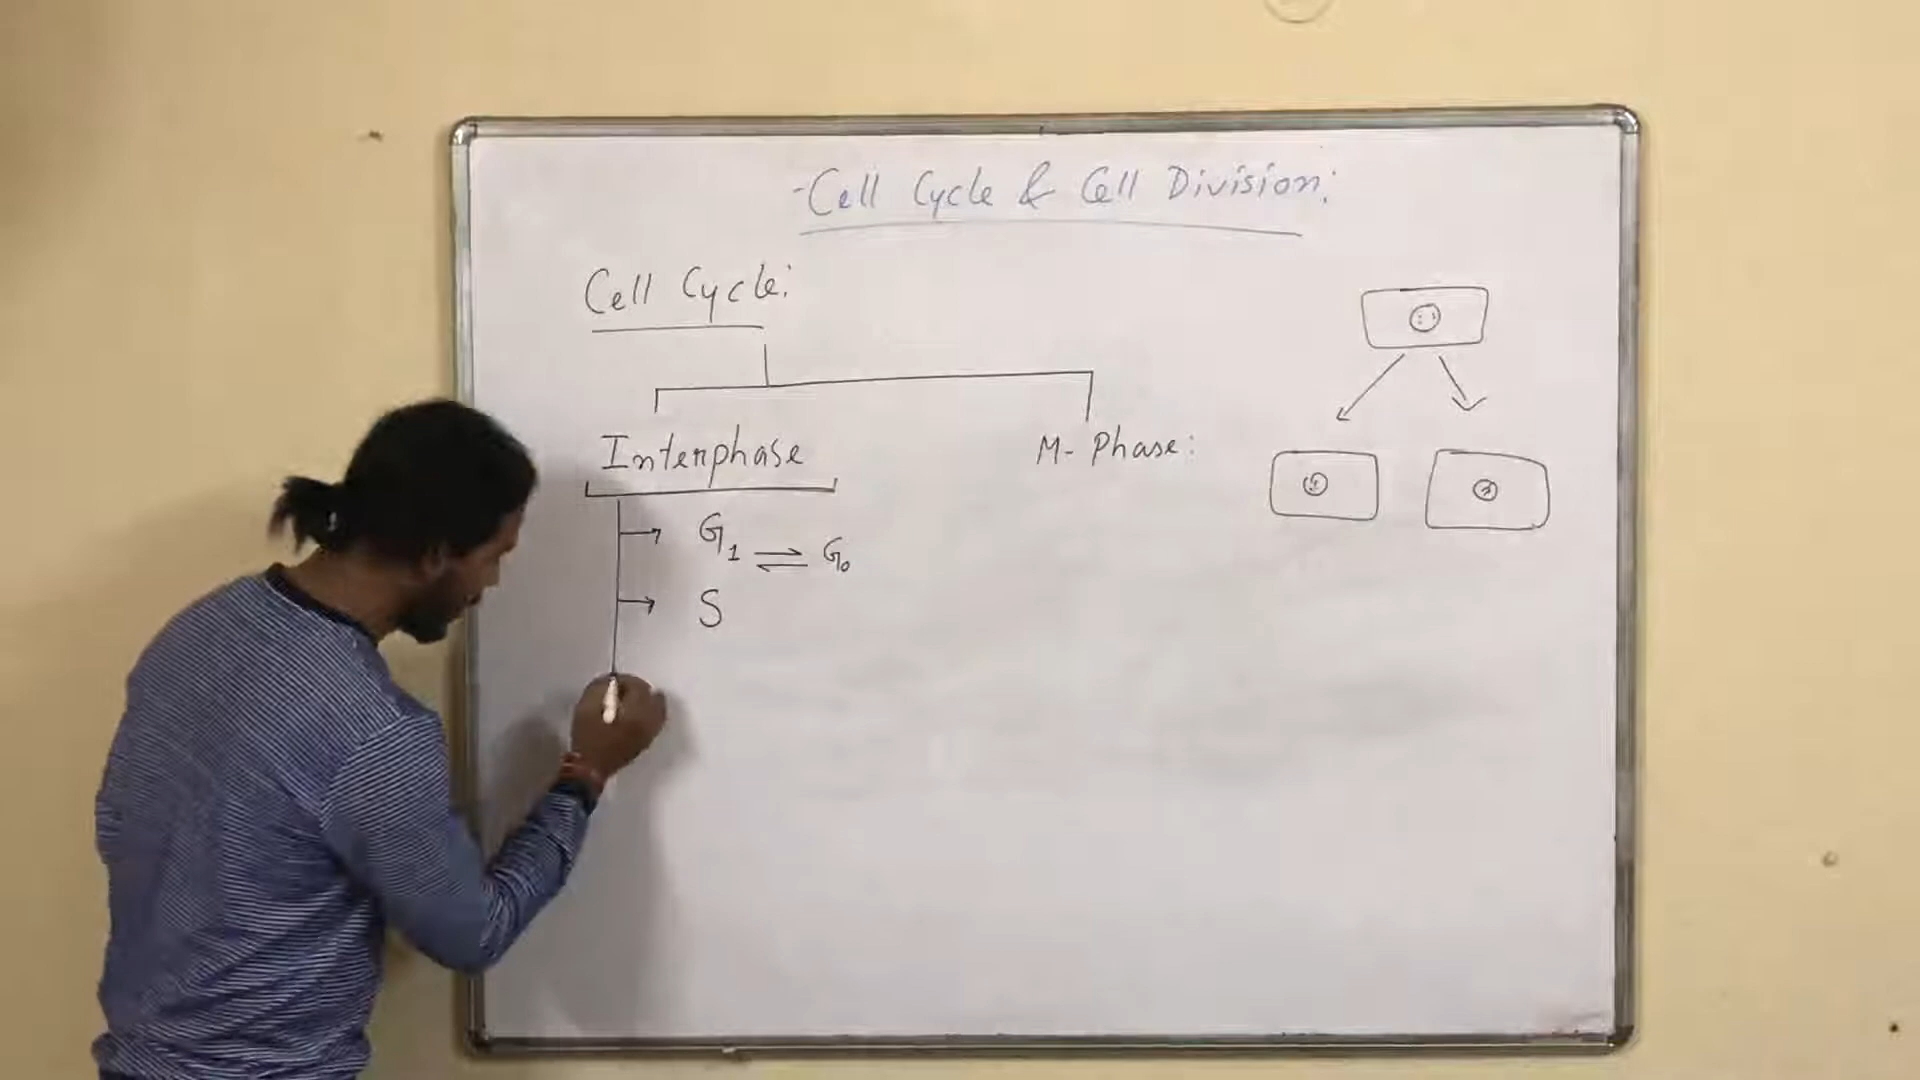 -Cell Cycle & Cell Division:
Cell Cycle:
Interphase
M- Phase:
G1 ⇌ G0
S